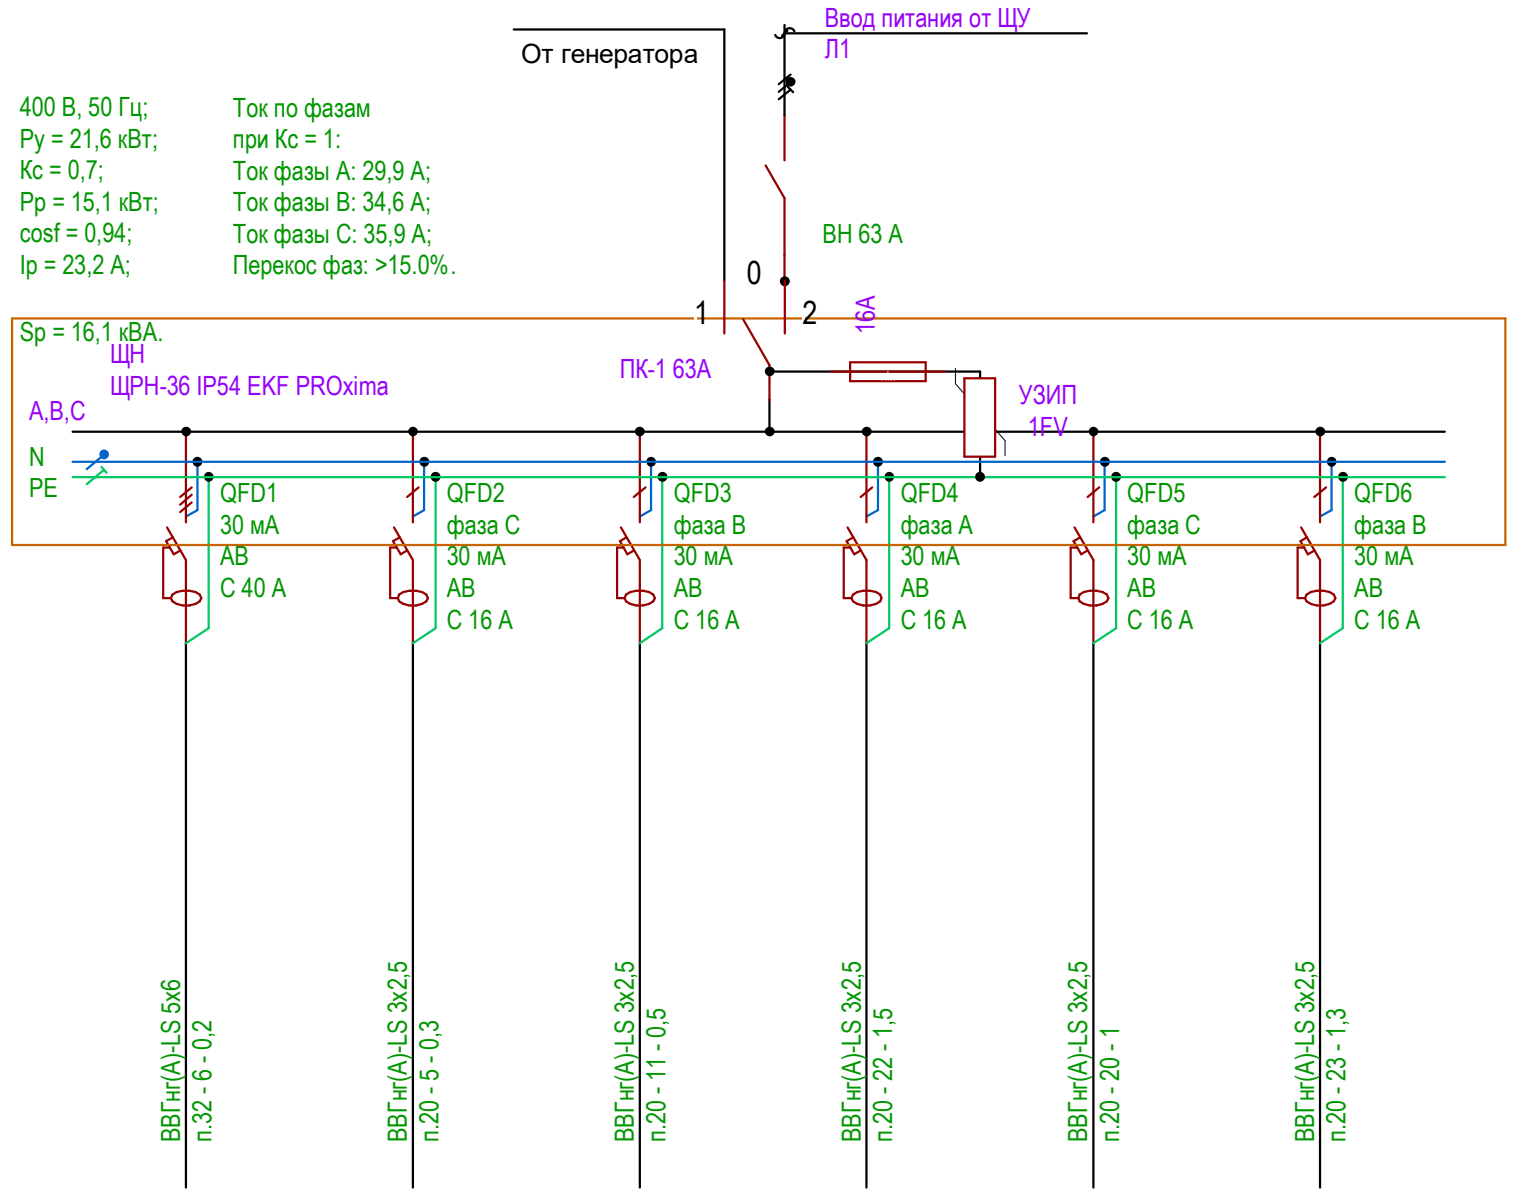 Ввод питания от ЩУ
Л1
От генератора
400 В, 50 Гц;
Ру = 21,6 кВт;
Кс = 0,7;
Рр = 15,1 кВт;
cosf = 0,94;
Ip = 23,2 А;
Sp = 16,1 кВА.
Ток по фазам
при Кс = 1:
Ток фазы А: 29,9 А;
Ток фазы В: 34,6 А;
Ток фазы С: 35,9 А;
Перекос фаз: >15.0%.
ВН 63 А
0
1
2
16А
ЩН
ЩРН-36 IP54 EKF PROxima
ПК-1 63А
УЗИП
1FV
А,В,С
N
PE
QFD1
30 мА
АВ
С 40 А
QFD2
фаза С
30 мА
АВ
С 16 А
QFD3
фаза В
30 мА
АВ
С 16 А
QFD4
фаза А
30 мА
АВ
С 16 А
QFD5
фаза С
30 мА
АВ
С 16 А
QFD6
фаза В
30 мА
АВ
С 16 А
ВВГнг(А)-LS 5х6
п.32 - 6 - 0,2
ВВГнг(А)-LS 3х2,5
п.20 - 5 - 0,3
ВВГнг(А)-LS 3х2,5
п.20 - 11 - 0,5
ВВГнг(А)-LS 3х2,5
п.20 - 22 - 1,5
ВВГнг(А)-LS 3х2,5
п.20 - 20 - 1
ВВГнг(А)-LS 3х2,5
п.20 - 23 - 1,3